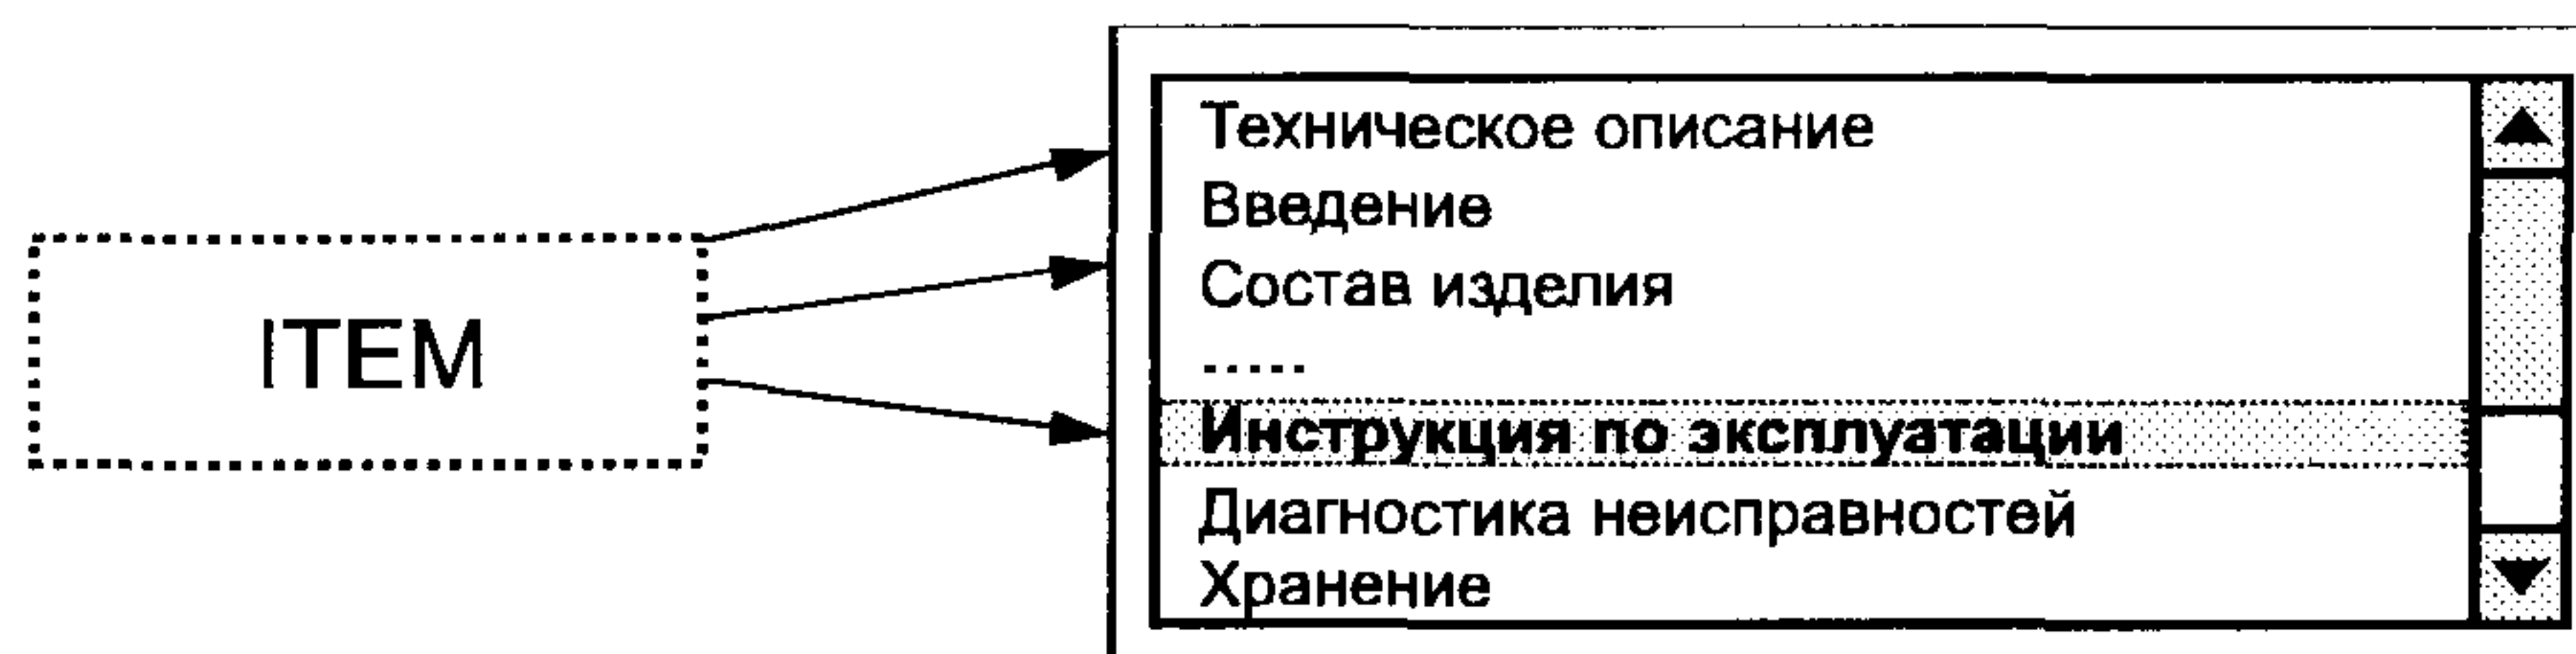 ITEM
Техническое описание
Введение
Состав изделия
.....
Инструкция по эксплуатации
Диагностика неисправностей
Хранение